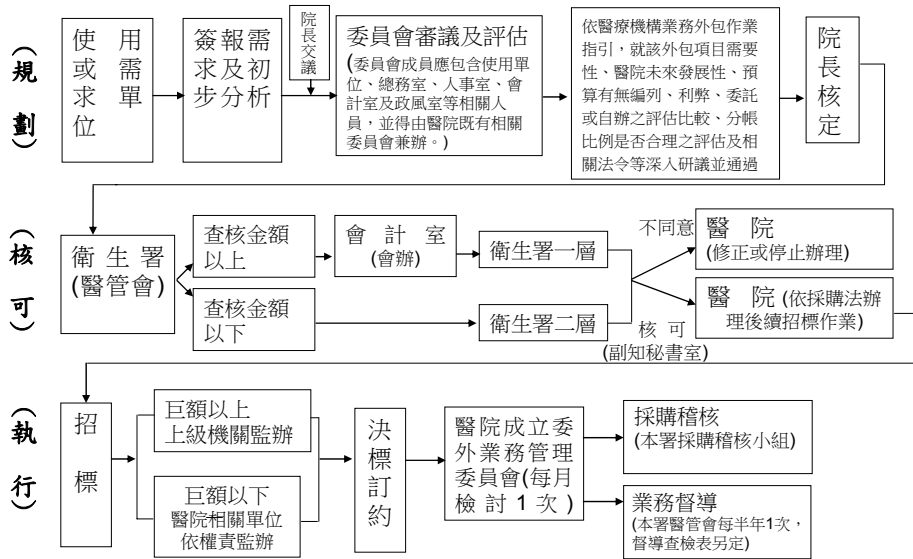 （規劃）
使用
或需
求單
位
簽報需
求及初
步分析
院長交議
委員會審議及評估
(委員會成員應包含使用單
位、總務室、人事室、會
計室及政風室等相關人
員，並得由醫院既有相關
委員會兼辦。)
依醫療機構業務外包作業
指引，就該外包項目需要
性、醫院未來發展性、預
算有無編列、利弊、委託
或自辦之評估比較、分帳
比例是否合理之評估及相
關法令等深入研議並通過
院長核定
（核可）
衛生署
(醫管會)
查核金額
以上
會計室
(會辦)
衛生署一層
查核金額
以下
衛生署二層
不同意
醫院
(修正或停止辦理)
核可
(副知秘書室)
醫院(依採購法辦
理後續招標作業)
（執行）
招標
巨額以上
上級機關監辦
巨額以下
醫院相關單位
依權責監辦
決標訂約
醫院成立委
外業務管理
委員會(每月
檢討1次)
採購稽核
(本署採購稽核小組)
業務督導
(本署醫管會每半年1次，
督導查檢表另定)